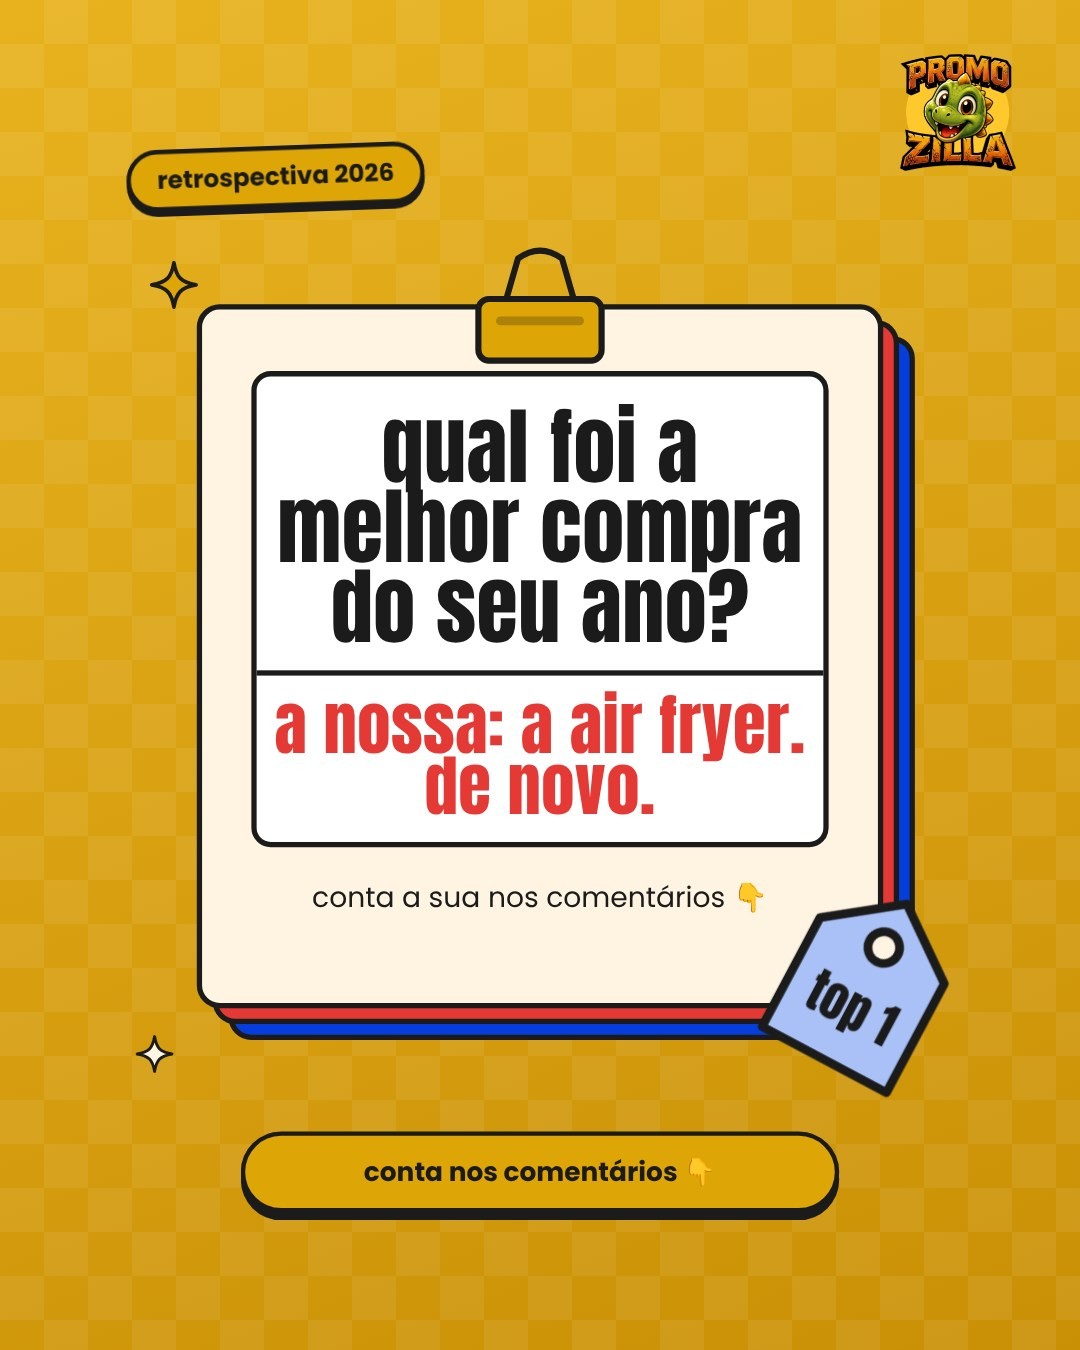 PROMO
ZILLA
retrospectiva 2026
qual foi a
melhor compra
do seu ano?
a nossa: a air fryer.
de novo.
conta a sua nos comentários 👇
top 1
conta nos comentários 👇